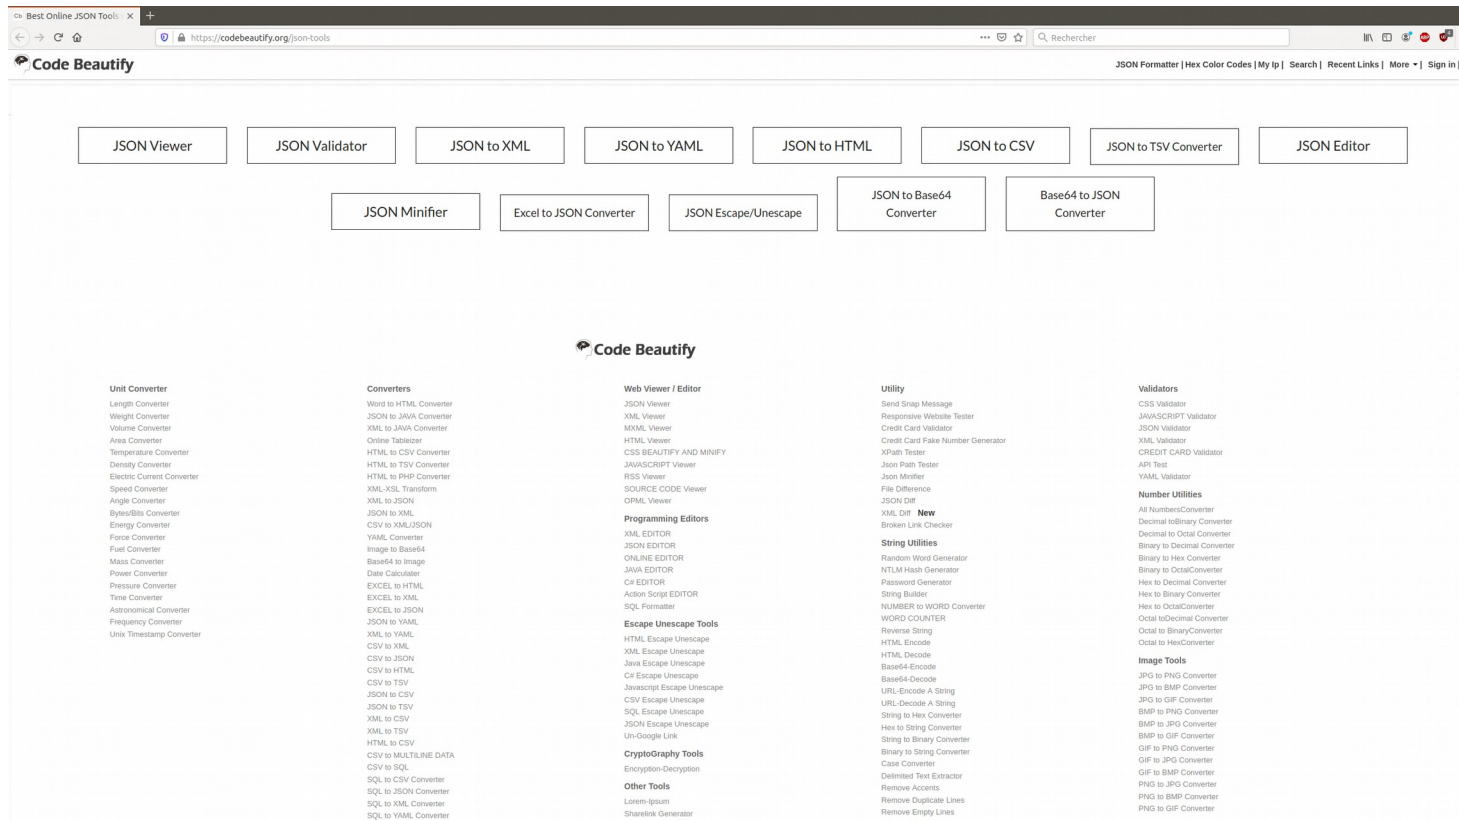 Cb Best Online JSON Tools
https://codebeautify.org/json-tools
Rechercher
Code Beautify
JSON Formatter | Hex Color Codes | My Ip | Search | Recent Links | More | Sign in |
JSON Viewer
JSON Validator
JSON to XML
JSON to YAML
JSON to HTML
JSON to CSV
JSON to TSV Converter
JSON Editor
JSON Minifier
Excel to JSON Converter
JSON Escape/Unescape
JSON to Base64
Converter
Base64 to JSON
Converter
Code Beautify
Unit Converter
Length Converter
Weight Converter
Volume Converter
Area Converter
Temperature Converter
Density Converter
Electric Current Converter
Speed Converter
Angle Converter
Bytes/Bits Converter
Energy Converter
Force Converter
Fuel Converter
Mass Converter
Power Converter
Pressure Converter
Time Converter
Astronomical Converter
Frequency Converter
Unix Timestamp Converter
Converters
Word to HTML Converter
JSON to JAVA Converter
XML to JAVA Converter
Online Tableizer
HTML to CSV Converter
HTML to TSV Converter
HTML to PHP Converter
XML-XSL Transform
XML to JSON
JSON to XML
CSV to XML/JSON
YAML Converter
Image to Base64
Base64 to Image
Date Calculater
EXCEL to HTML
EXCEL to XML
EXCEL to JSON
JSON to YAML
XML to YAML
CSV to XML
CSV to JSON
CSV to HTML
CSV to TSV
JSON to CSV
JSON to TSV
XML to CSV
XML to TSV
HTML to CSV
CSV to MULTILINE DATA
CSV to SQL
SQL to CSV Converter
SQL to JSON Converter
SQL to XML Converter
SQL to YAML Converter
Web Viewer / Editor
JSON Viewer
XML Viewer
MXML Viewer
HTML Viewer
CSS BEAUTIFY AND MINIFY
JAVASCRIPT Viewer
RSS Viewer
SOURCE CODE Viewer
OPML Viewer
Programming Editors
XML EDITOR
JSON EDITOR
ONLINE EDITOR
JAVA EDITOR
C# EDITOR
Action Script EDITOR
SQL Formatter
Escape Unescape Tools
HTML Escape Unescape
XML Escape Unescape
Java Escape Unescape
C# Escape Unescape
Javascript Escape Unescape
CSV Escape Unescape
SQL Escape Unescape
JSON Escape Unescape
Un-Google Link
CryptoGraphy Tools
Encryption-Decryption
Other Tools
Lorem-Ipsum
Sharelink Generator
Utility
Send Snap Message
Responsive Website Tester
Credit Card Validator
Credit Card Fake Number Generator
XPath Tester
Json Path Tester
Json Minifier
File Difference
JSON Diff
XML Diff New
Broken Link Checker
String Utilities
Random Word Generator
NTLM Hash Generator
Password Generator
String Builder
NUMBER to WORD Converter
WORD COUNTER
Reverse String
HTML Encode
HTML Decode
Base64-Encode
Base64-Decode
URL-Encode A String
URL-Decode A String
String to Hex Converter
Hex to String Converter
String to Binary Converter
Binary to String Converter
Case Converter
Delimited Text Extractor
Remove Accents
Remove Duplicate Lines
Remove Empty Lines
Validators
CSS Validator
JAVASCRIPT Validator
JSON Validator
XML Validator
CREDIT CARD Validator
API Test
YAML Validator
Number Utilities
All NumbersConverter
Decimal toBinary Converter
Decimal to Octal Converter
Binary to Decimal Converter
Binary to Hex Converter
Binary to OctalConverter
Hex to Decimal Converter
Hex to Binary Converter
Hex to OctalConverter
Octal toDecimal Converter
Octal to BinaryConverter
Octal to HexConverter
Image Tools
JPG to PNG Converter
JPG to BMP Converter
JPG to GIF Converter
BMP to PNG Converter
BMP to JPG Converter
BMP to GIF Converter
GIF to PNG Converter
GIF to JPG Converter
GIF to BMP Converter
PNG to JPG Converter
PNG to BMP Converter
PNG to GIF Converter